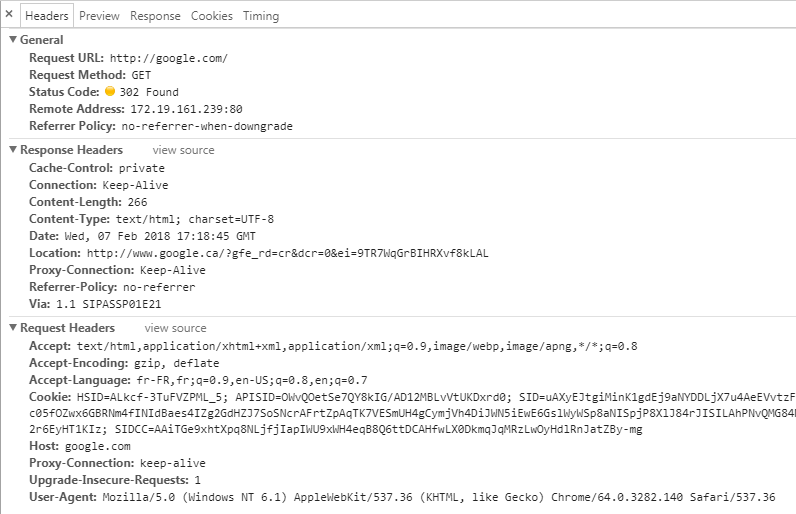 × Headers Preview Response Cookies Timing
▼ General
Request URL: http://google.com/
Request Method: GET
Status Code: 302 Found
Remote Address: 172.19.161.239:80
Referrer Policy: no-referrer-when-downgrade
▼ Response Headers view source
Cache-Control: private
Connection: Keep-Alive
Content-Length: 266
Content-Type: text/html; charset=UTF-8
Date: Wed, 07 Feb 2018 17:18:45 GMT
Location: http://www.google.ca/?gfe_rd=cr&dcr=0&ei=9TR7WqGrBIHRXvf8kLAL
Proxy-Connection: Keep-Alive
Referrer-Policy: no-referrer
Via: 1.1 SIPASSP01E21
▼ Request Headers view source
Accept: text/html,application/xhtml+xml,application/xml;q=0.9,image/webp,image/apng,*/*;q=0.8
Accept-Encoding: gzip, deflate
Accept-Language: fr-FR,fr;q=0.9,en-US;q=0.8,en;q=0.7
Cookie: HSID=ALkcf-3TuFVZPML_5; APISID=OWvQOetSe7QY8kIG/AD12MBLvVtUKDxrd0; SID=uAXyEJtgiMinK1gdEj9aNYDDLjX7u4AeEVvtzF
c05fOZwx6GBRNm4fINIdBaes4IZg2GdHZJ7SoSNcrAFrtZpAqTK7VESmUH4gCymjVh4DiJWN5iEwE6GslWyWSp8aNISpjP8XlJ84rJISILAhPNvQMG84
2r6EyHT1KIz; SIDCC=AAiTGe9xhtXpq8NLjfjIapIWU9xWH4eqB8Q6ttDCAHfwLX0DkmqJqMRzLwOyHdlRnJatZBy-mg
Host: google.com
Proxy-Connection: keep-alive
Upgrade-Insecure-Requests: 1
User-Agent: Mozilla/5.0 (Windows NT 6.1) AppleWebKit/537.36 (KHTML, like Gecko) Chrome/64.0.3282.140 Safari/537.36